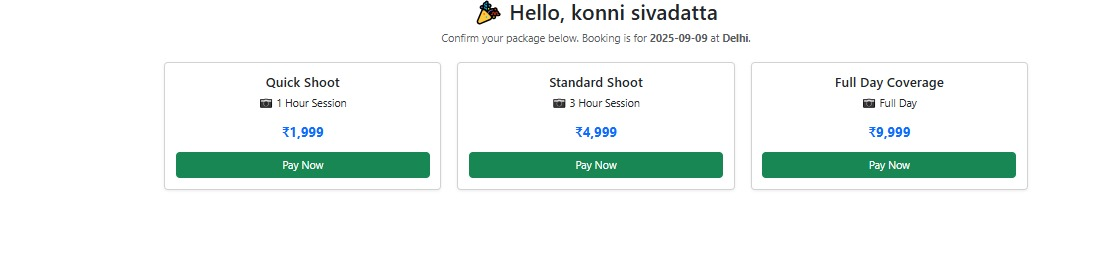 🎉 Hello, konni sivadatta
Confirm your package below. Booking is for 2025-09-09 at Delhi.
Quick Shoot
📷 1 Hour Session
₹1,999
Pay Now
Standard Shoot
📷 3 Hour Session
₹4,999
Pay Now
Full Day Coverage
📷 Full Day
₹9,999
Pay Now